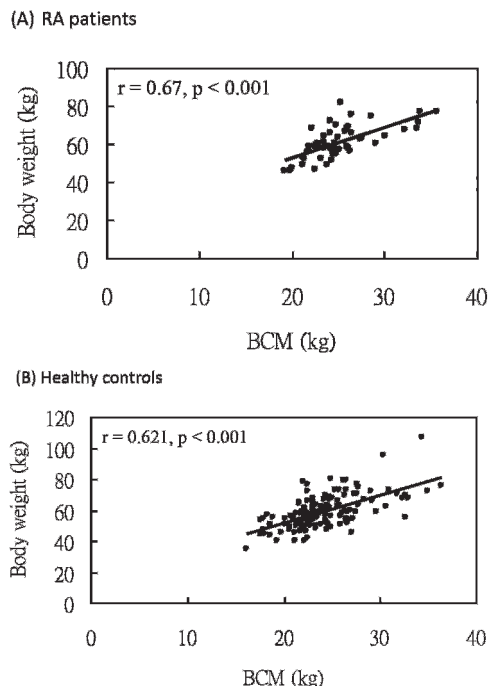 (A) RA patients
r = 0.67, p < 0.001
Body weight (kg)
100
80
60
40
20
0
0 10 20 30 40
BCM (kg)
(B) Healthy controls
r = 0.621, p < 0.001
Body weight (kg)
120
100
80
60
40
20
0
0 10 20 30 40
BCM (kg)